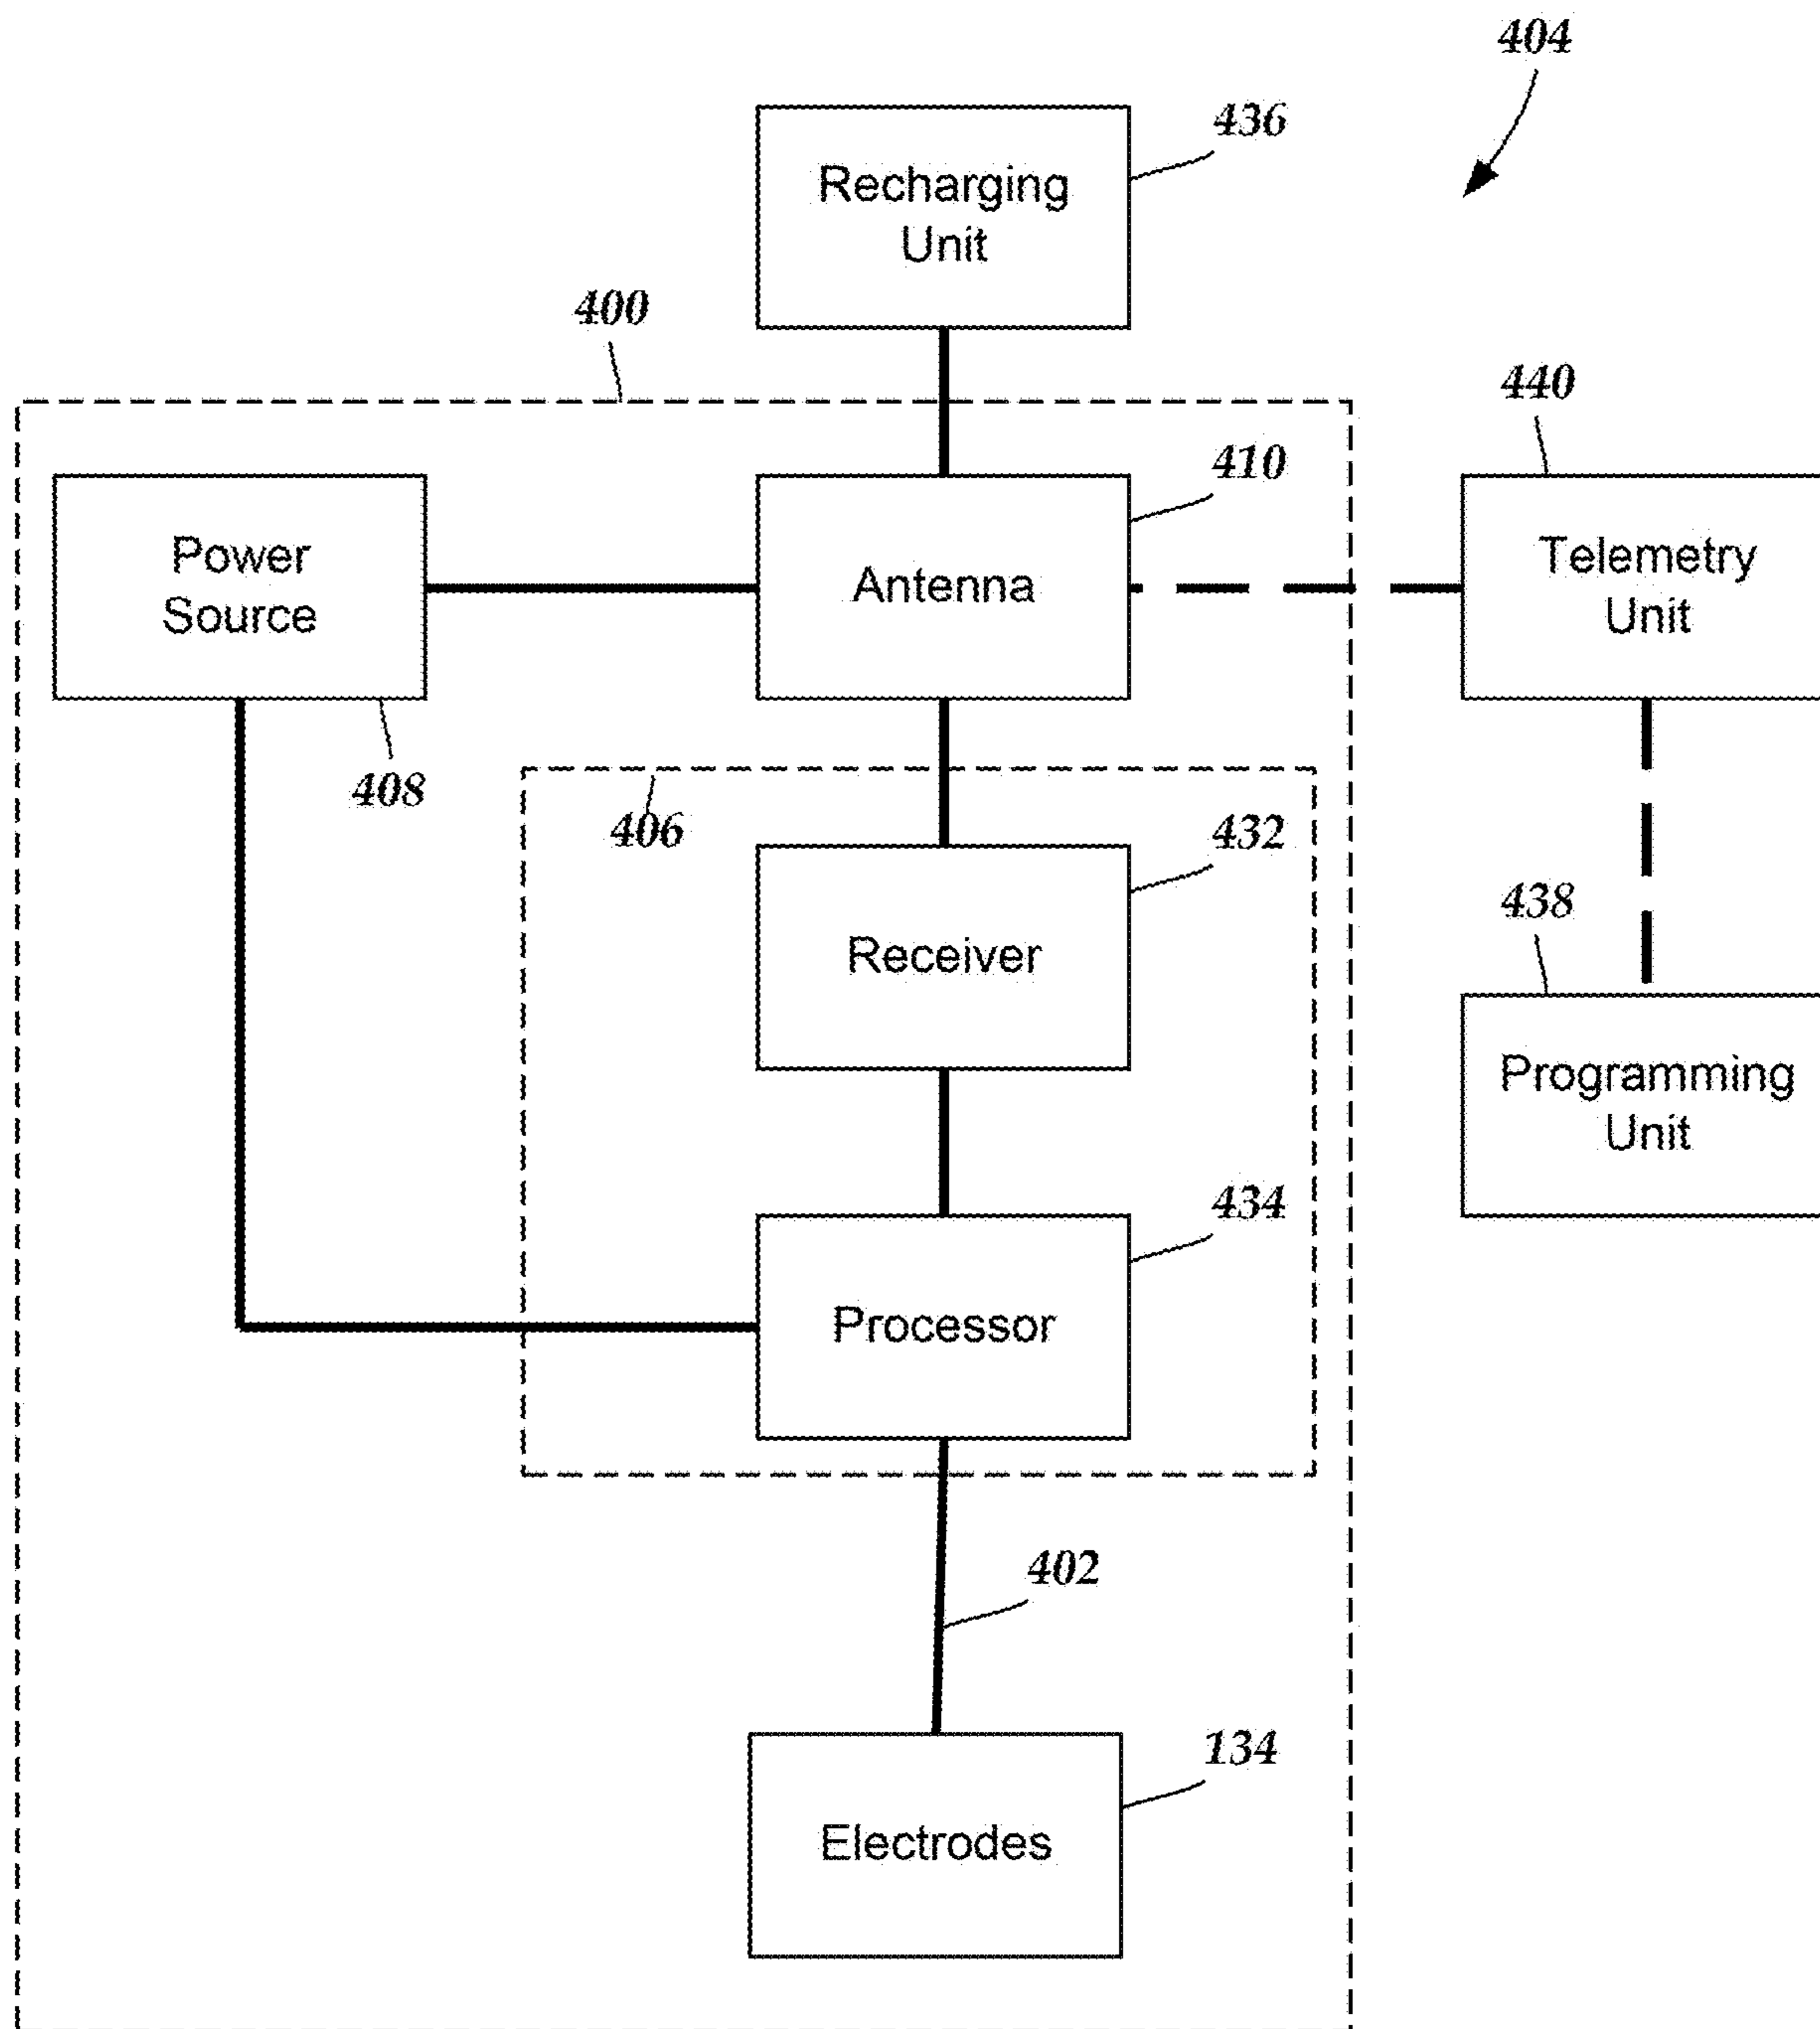 404
436
Recharging
Unit
400
440
410
Power
Source
Antenna
Telemetry
Unit
408
406
432
438
Receiver
Programming
Unit
434
Processor
402
134
Electrodes